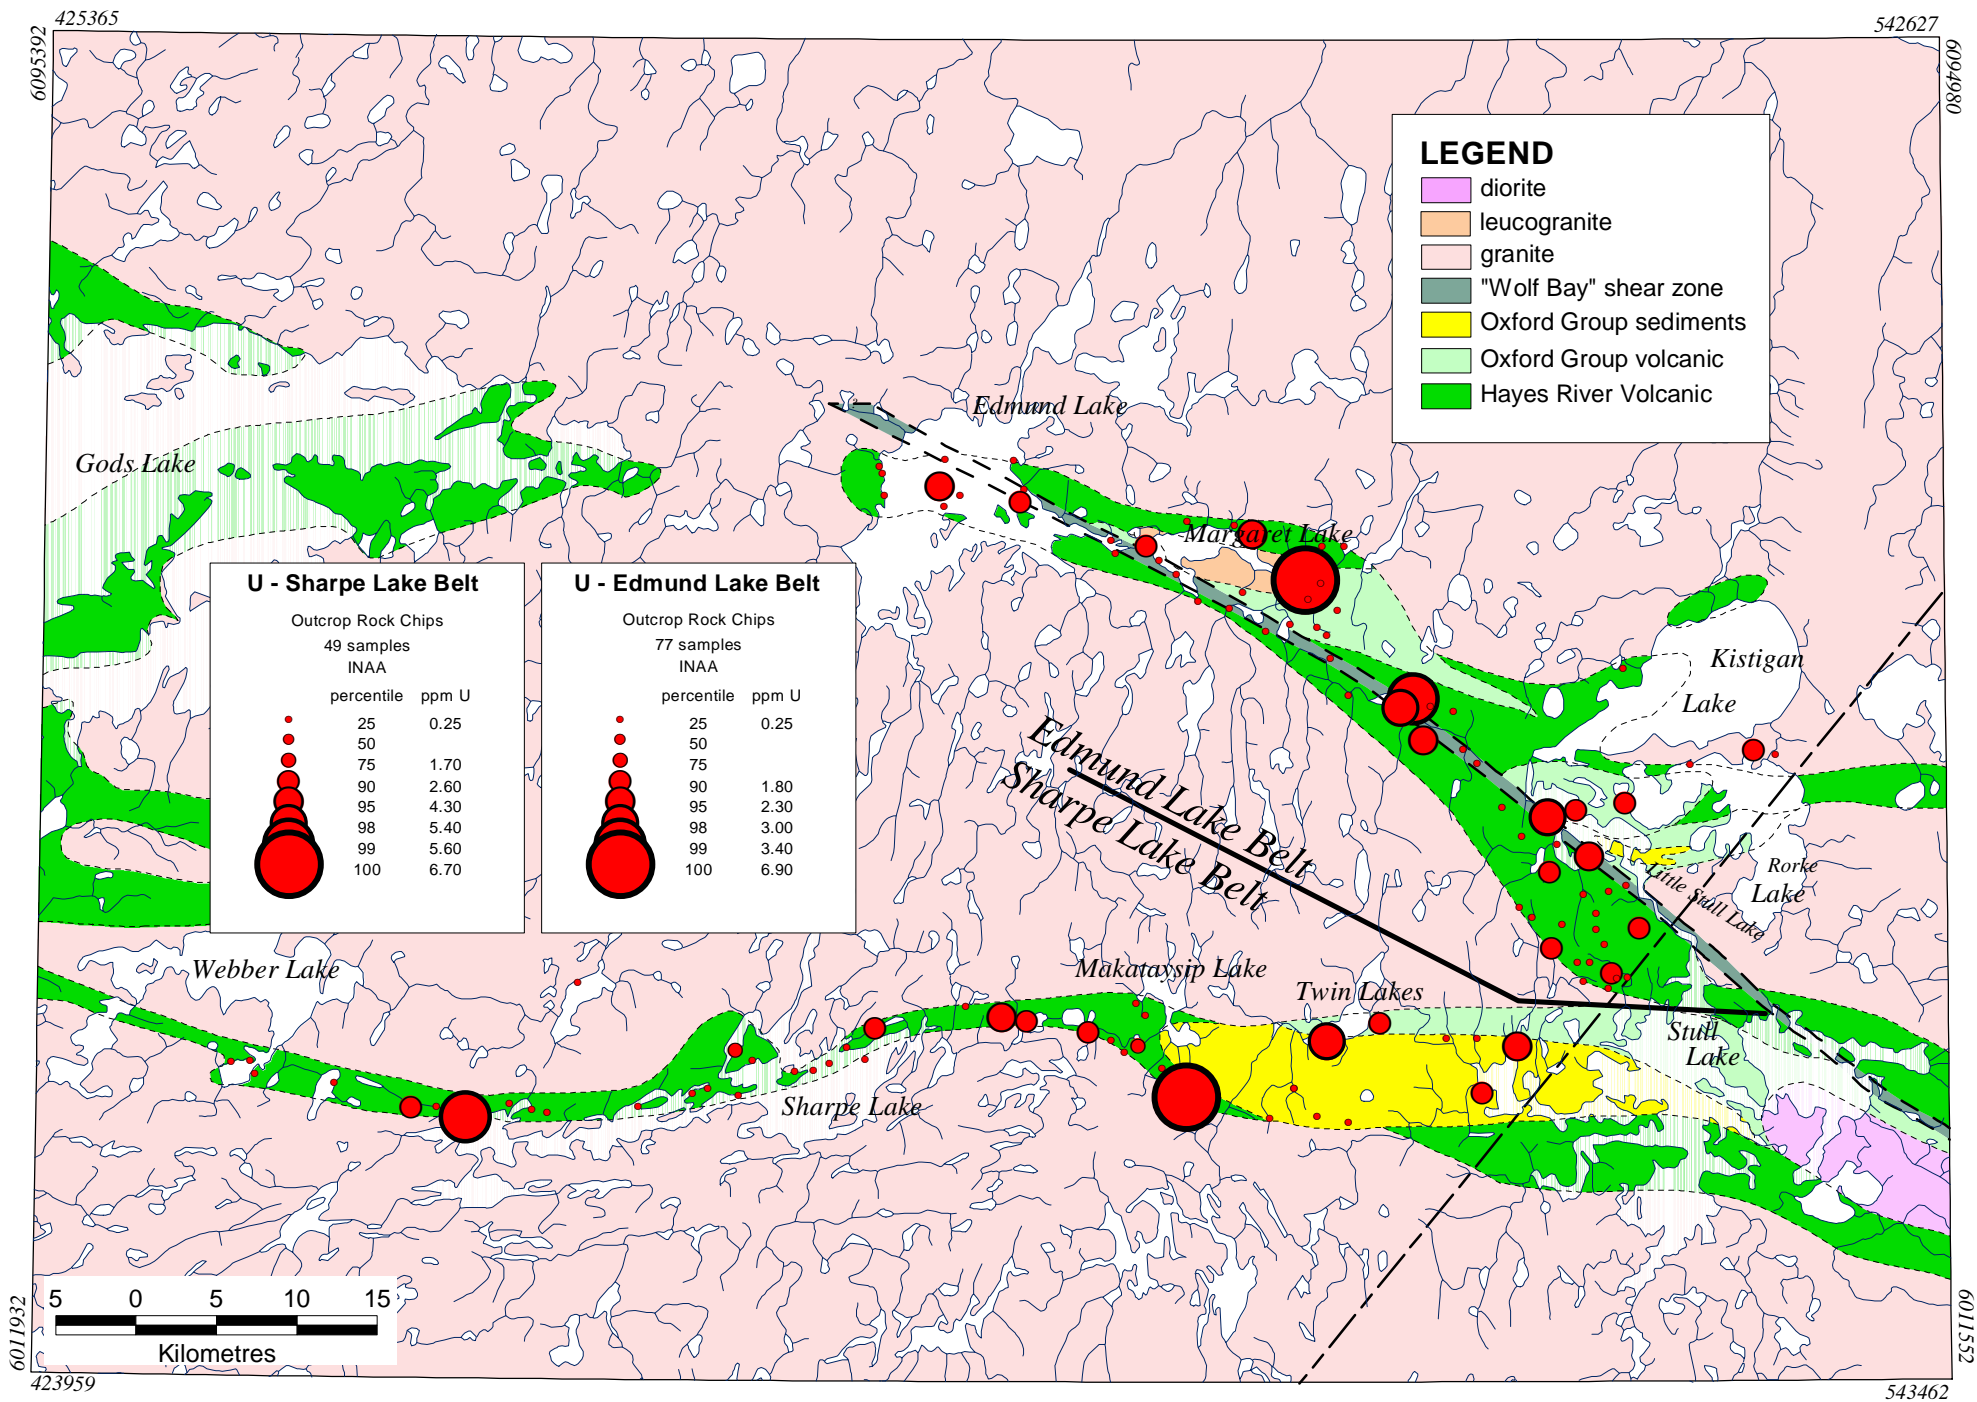 425365
542627
6095392
6094980
LEGEND
diorite
leucogranite
granite
"Wolf Bay" shear zone
Oxford Group sediments
Oxford Group volcanic
Hayes River Volcanic
Edmund Lake
Gods Lake
Margaret Lake
U - Sharpe Lake Belt
Outcrop Rock Chips
49 samples
INAA
percentile ppm U
25 0.25
50
75 1.70
90 2.60
95 4.30
98 5.40
99 5.60
100 6.70
U - Edmund Lake Belt
Outcrop Rock Chips
77 samples
INAA
percentile ppm U
25 0.25
50
75
90 1.80
95 2.30
98 3.00
99 3.40
100 6.90
Kistigan
Lake
Edmund Lake Belt
Sharpe Lake Belt
Rorke
Lake
Little Stull Lake
Webber Lake
Makataysip Lake
Twin Lakes
Stull
Lake
Sharpe Lake
5 0 5 10 15
Kilometres
6011932
6011552
423959
543462